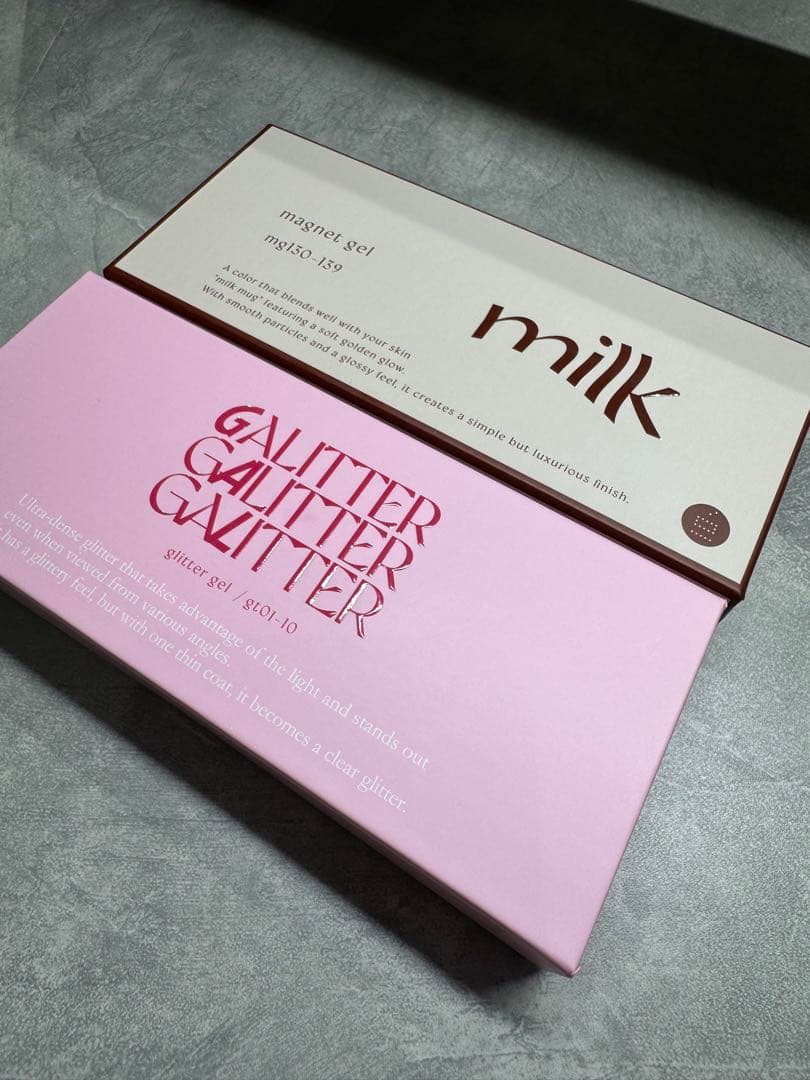 magnet gel
mg130-139
A color that blends well with your skin
"milk mug" featuring a soft golden glow.
With smooth particles and a glossy feel, it creates a simple but luxurious finish.
milk
GALITTER
GALITTER
GALITTER
glitter gel / gt01-10
Ultra-dense glitter that takes advantage of the light and stands out
even when viewed from various angles.
has a glittery feel, but with one thin coat, it becomes a clear glitter.